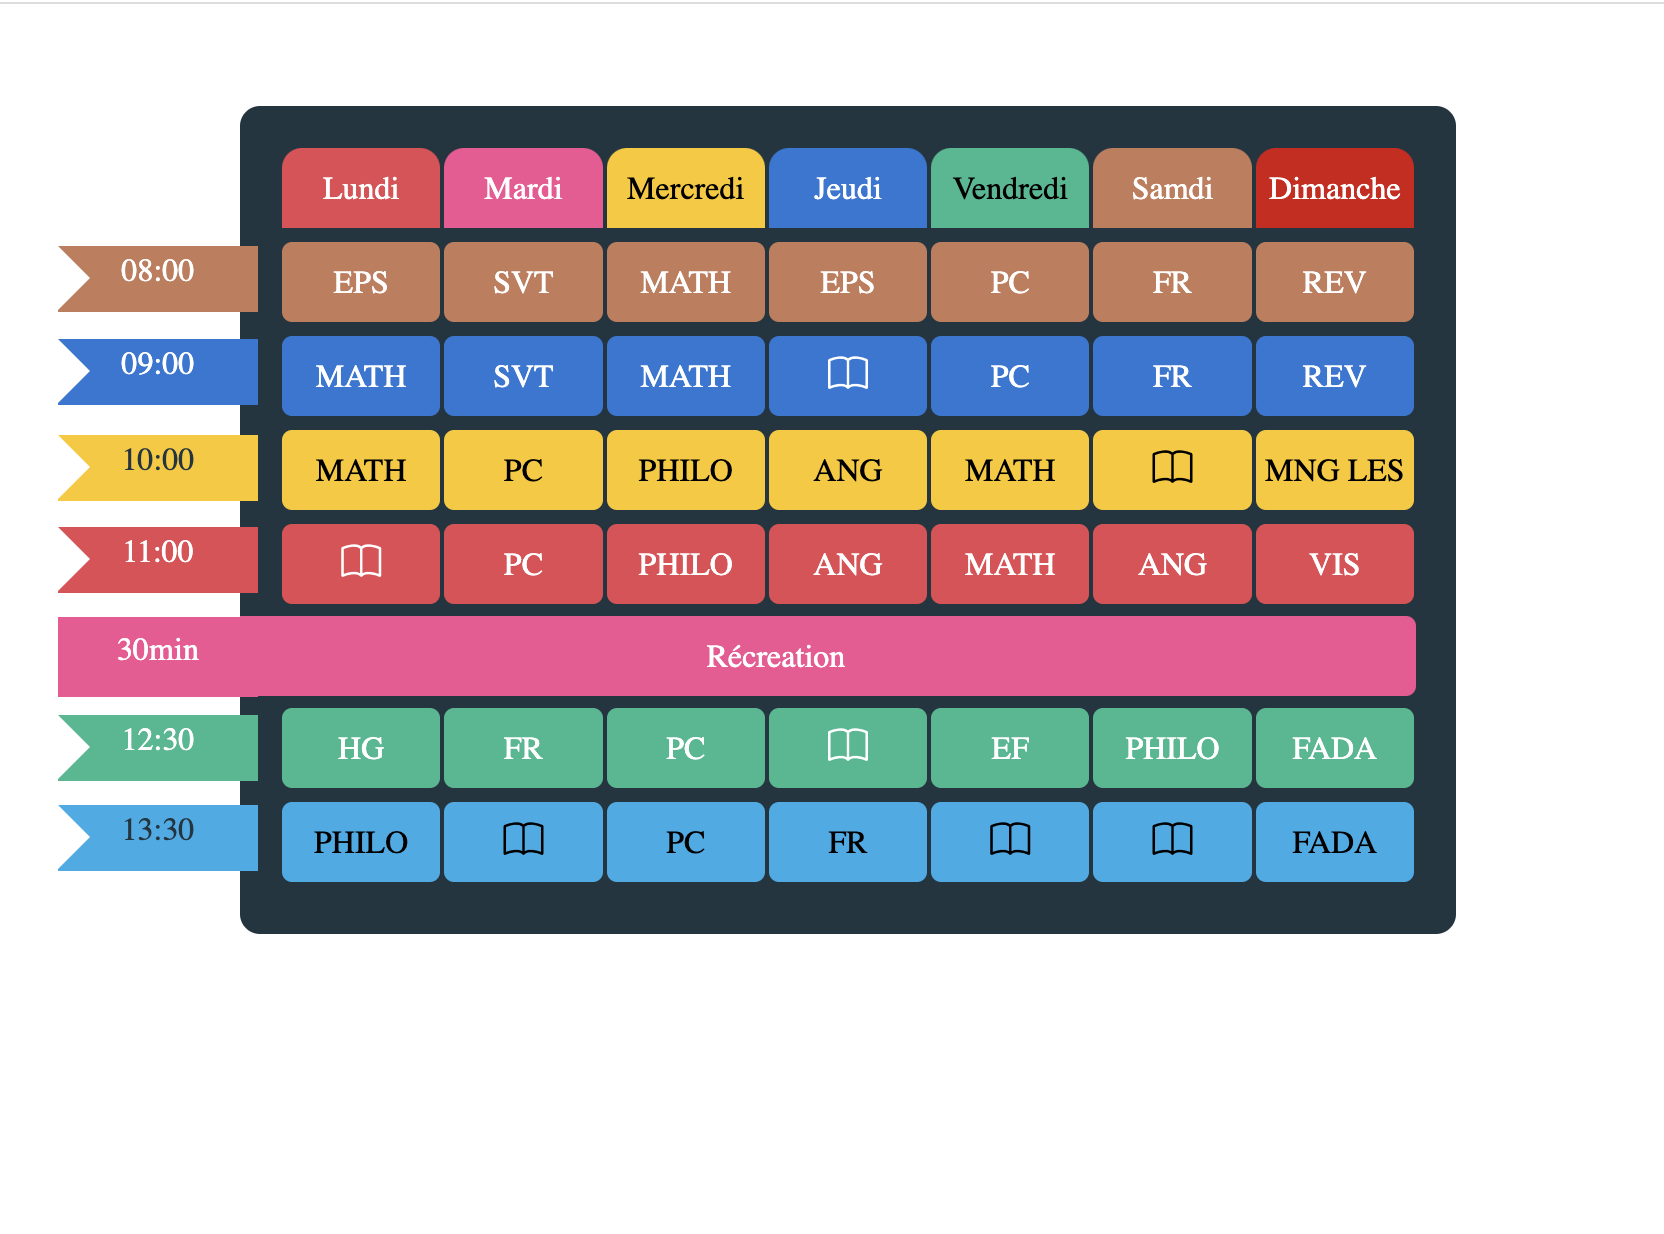 Lundi Mardi Mercredi Jeudi Vendredi Samdi Dimanche
08:00 EPS SVT MATH EPS PC FR REV
09:00 MATH SVT MATH PC FR REV
10:00 MATH PC PHILO ANG MATH MNG LES
11:00 PC PHILO ANG MATH ANG VIS
30min Récreation
12:30 HG FR PC EF PHILO FADA
13:30 PHILO PC FR FADA